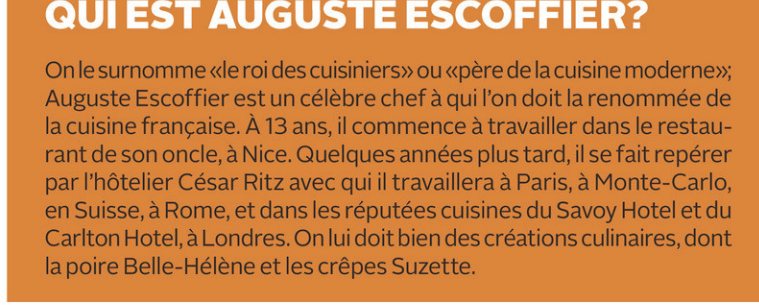 QUI EST AUGUSTE ESCOFFIER?
On le surnomme «le roi des cuisiniers» ou «père de la cuisine moderne»;
Auguste Escoffier est un célèbre chef à qui l'on doit la renommée de
la cuisine française. À 13 ans, il commence à travailler dans le restau-
rant de son oncle, à Nice. Quelques années plus tard, il se fait repérer
par l'hôtelier César Ritz avec qui il travaillera à Paris, à Monte-Carlo,
en Suisse, à Rome, et dans les réputées cuisines du Savoy Hotel et du
Carlton Hotel, à Londres. On lui doit bien des créations culinaires, dont
la poire Belle-Hélène et les crêpes Suzette.